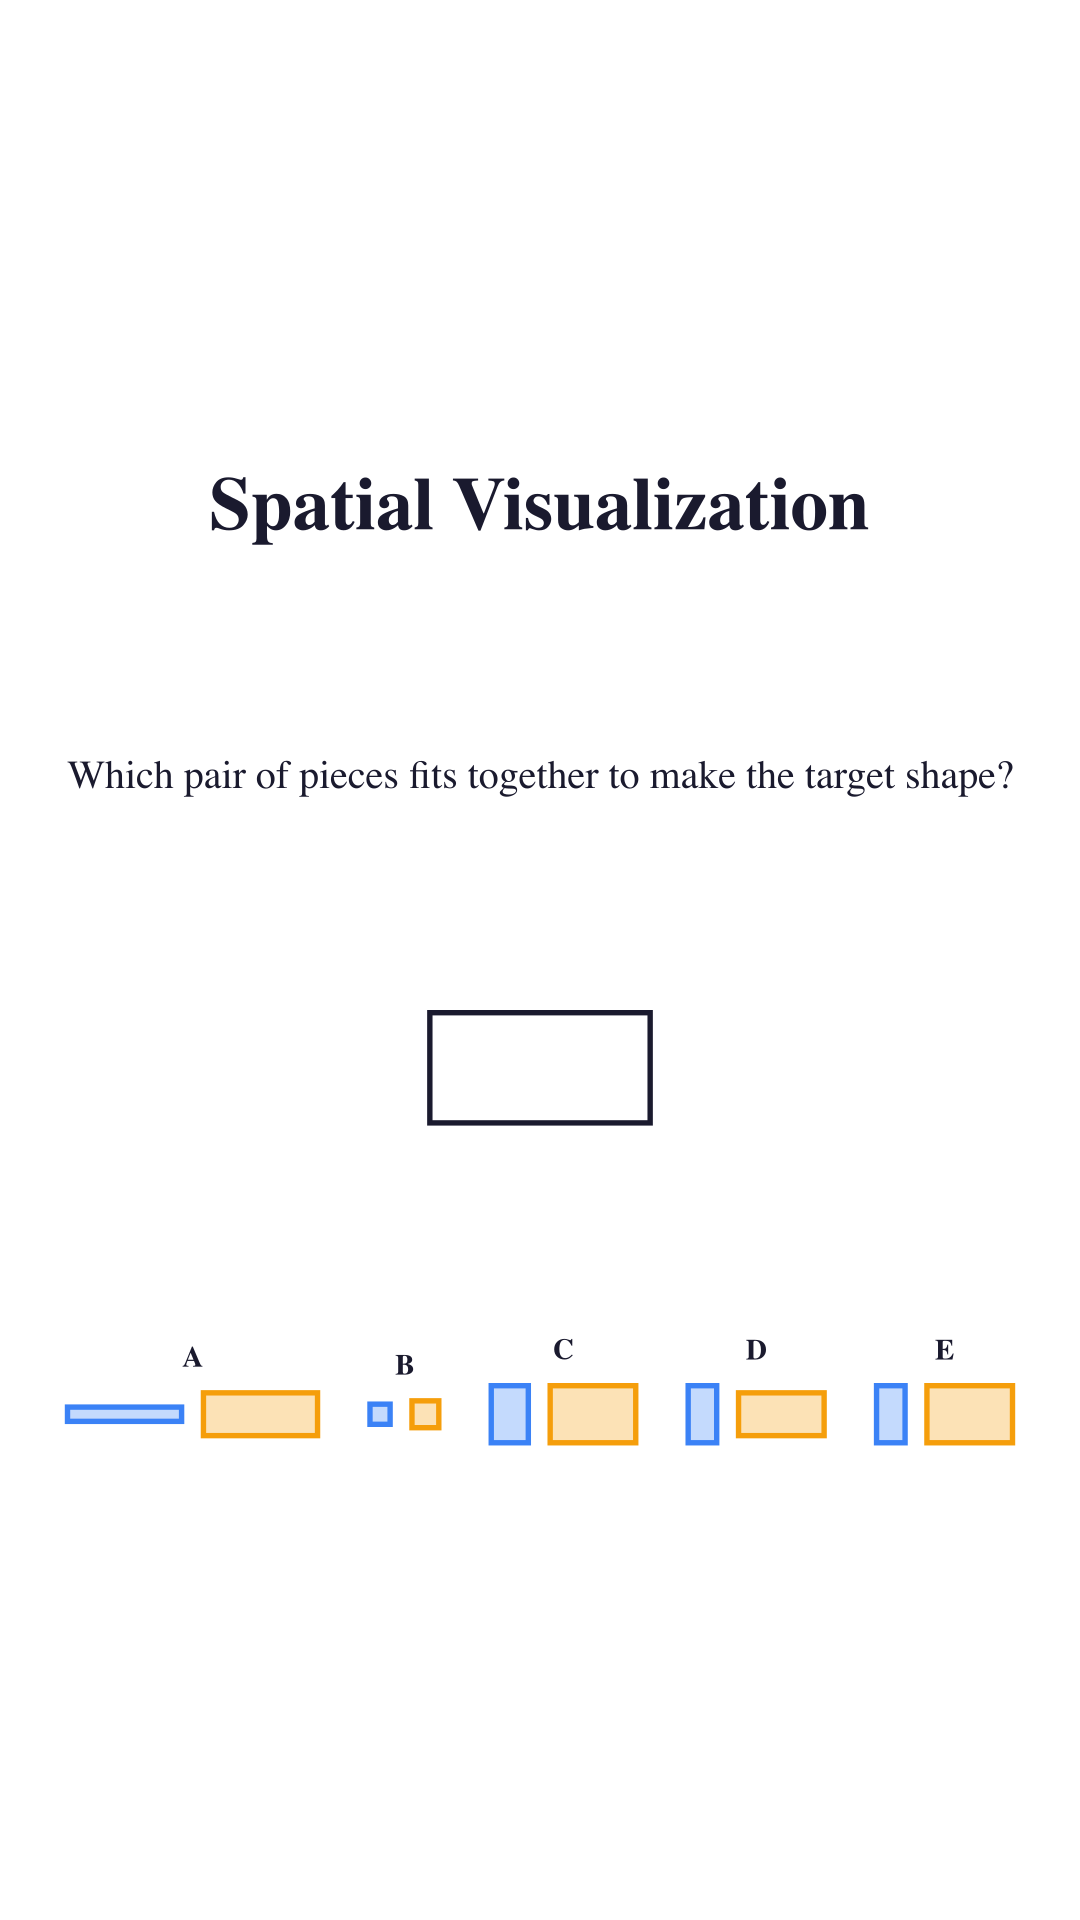 Spatial Visualization
Which pair of pieces fits together to make the target shape?
A B C D E